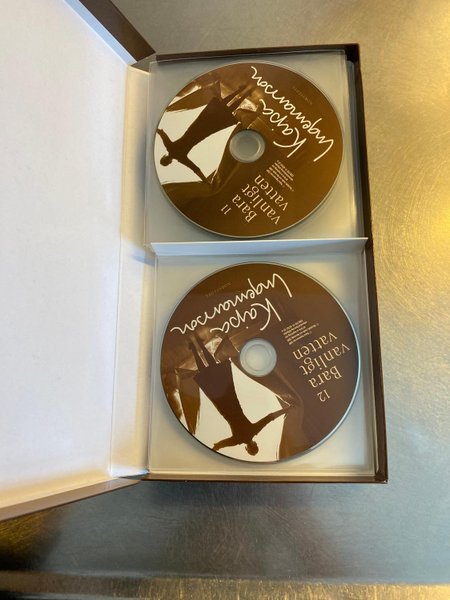 Kajsa
Ingemarsson
Bara
vanligt
vatten
11
Kajsa
Ingemarsson
Bara
vanligt
vatten
12